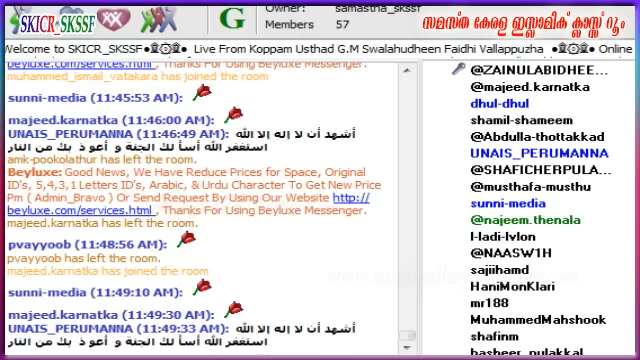 SKICR_SKSSF
G
Owner: samastha_skssf
Members 57
സമസ്ത കേരള ഇസ്ലാമിക് ക്ലാസ്സ് റൂം
Welcome to SKICR_SKSSF●۩۞۩● Live From Koppam Usthad G.M Swalahudheen Faidhi Vallappuzha ●۩۞۩● Online
beyluxe.com/services.html , Thanks For Using Beyluxe Messenger.
muhammed_ismail_vatakara has joined the room
sunni-media (11:45:53 AM):
majeed.karnatka (11:46:00 AM):
UNAIS_PERUMANNA (11:46:49 AM): أشهد أن لا إله إلا الله
استغفر الله أسألك الجنة و أعوذ بك من النار
amk-pookolathur has left the room.
Beyluxe: Good News, We Have Reduce Prices for Space, Original
ID's, 5,4,3,1 Letters ID's, Arabic, & Urdu Character To Get New Price
Pm ( Admin_Bravo ) Or Send Request By Using Our Website http://
beyluxe.com/services.html , Thanks For Using Beyluxe Messenger.
majeed.karnatka has left the room.
pvayyoob (11:48:56 AM):
pvayyoob has left the room.
majeed.karnatka has joined the room
sunni-media (11:49:10 AM):
majeed.karnatka (11:49:30 AM):
UNAIS_PERUMANNA (11:49:33 AM): أشهد أن لا إله إلا الله
استغفر الله أسألك الجنة و أعوذ بك من النار
@ZAINULABIDHEE...
@majeed.karnatka
dhul-dhul
shamil-shameem
@Abdulla-thottakkad
UNAIS_PERUMANNA
@SHAFICHERPULA...
@musthafa-musthu
sunni-media
@najeem.thenala
l-ladi-lvlon
@NAASW1H
sajiihamd
HaniMonKlari
mr188
MuhammedMahshook
shafinm
basheer_pulakkal